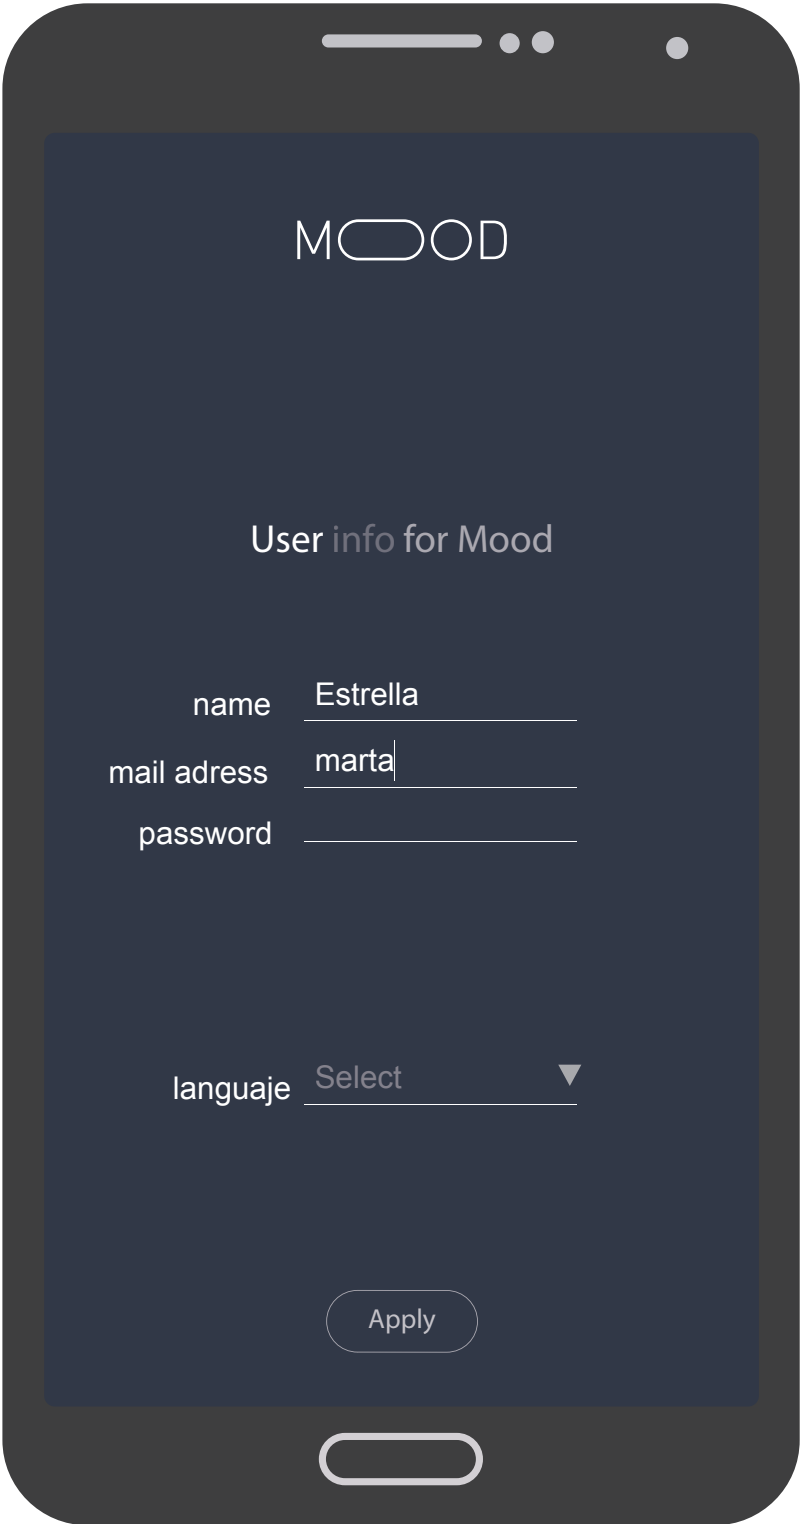 MOOD
User info for Mood
name Estrella
mail adress marta
password
languaje Select
Apply